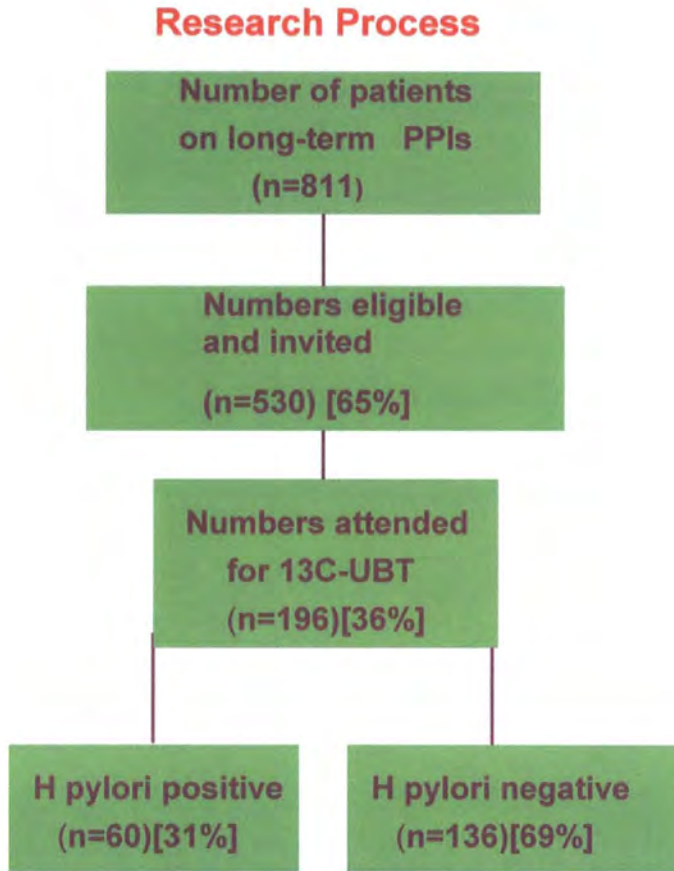 Research Process
Number of patients
on long-term PPIs
(n=811)
Numbers eligible
and invited
(n=530) [65%]
Numbers attended
for 13C-UBT
(n=196)[36%]
H pylori positive
(n=60)[31%]
H pylori negative
(n=136)[69%]